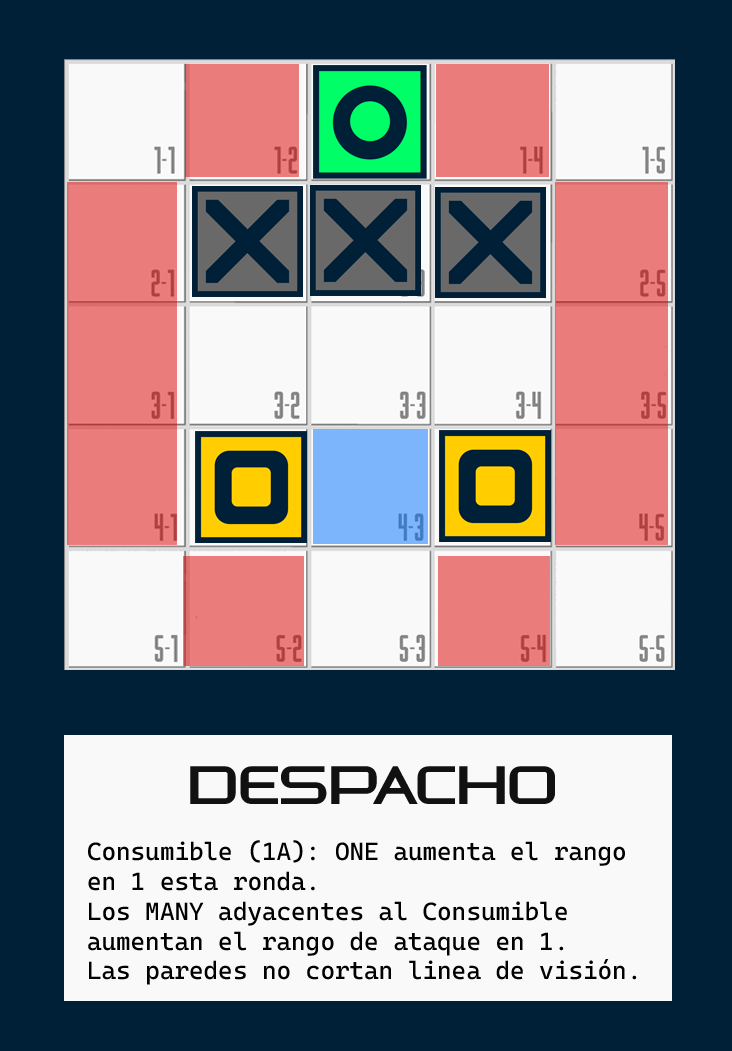 1-1 1-2 1-4 1-5
2-1 2-5
3-1 3-2 3-3 3-4 3-5
4-1 4-3 4-5
5-1 5-2 5-3 5-4 5-5
DESPACHO
Consumible (1A): ONE aumenta el rango
en 1 esta ronda.
Los MANY adyacentes al Consumible
aumentan el rango de ataque en 1.
Las paredes no cortan linea de visión.